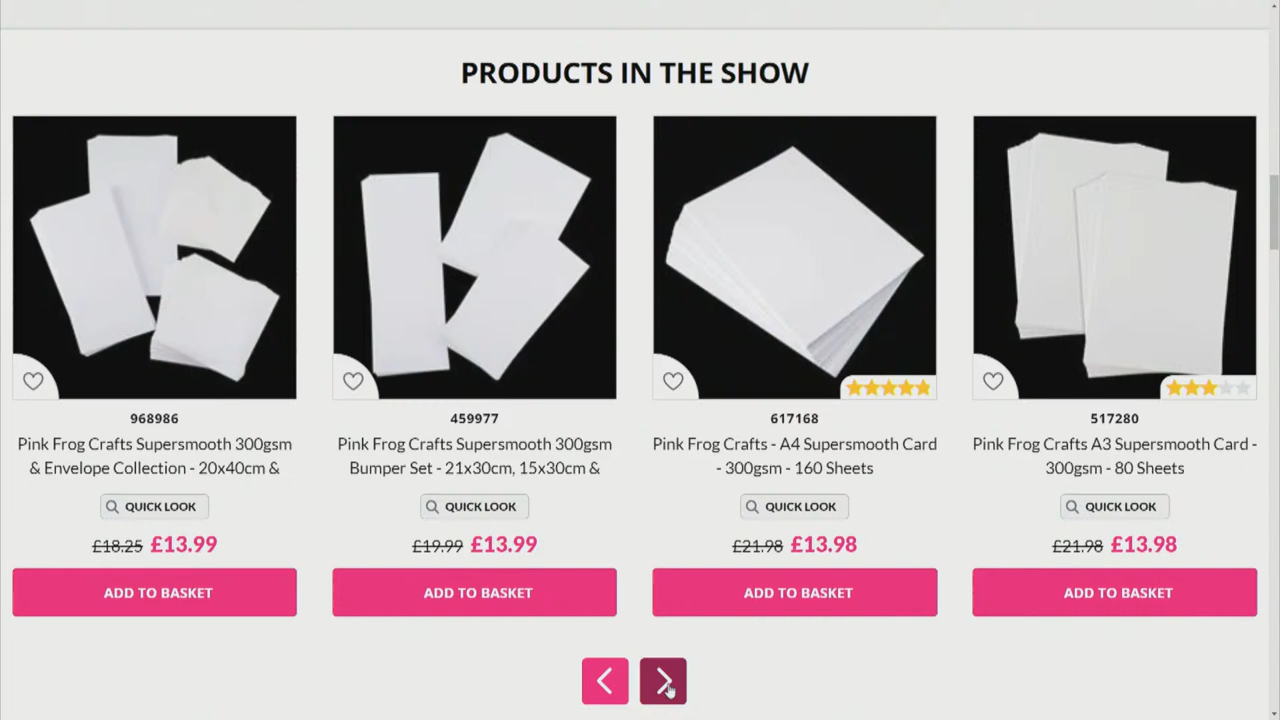 PRODUCTS IN THE SHOW
968986
Pink Frog Crafts Supersmooth 300gsm
& Envelope Collection - 20x40cm &
QUICK LOOK
£18.25 £13.99
ADD TO BASKET
459977
Pink Frog Crafts Supersmooth 300gsm
Bumper Set - 21x30cm, 15x30cm &
QUICK LOOK
£19.99 £13.99
ADD TO BASKET
617168
Pink Frog Crafts - A4 Supersmooth Card
- 300gsm - 160 Sheets
QUICK LOOK
£21.98 £13.98
ADD TO BASKET
517280
Pink Frog Crafts A3 Supersmooth Card -
300gsm - 80 Sheets
QUICK LOOK
£21.98 £13.98
ADD TO BASKET